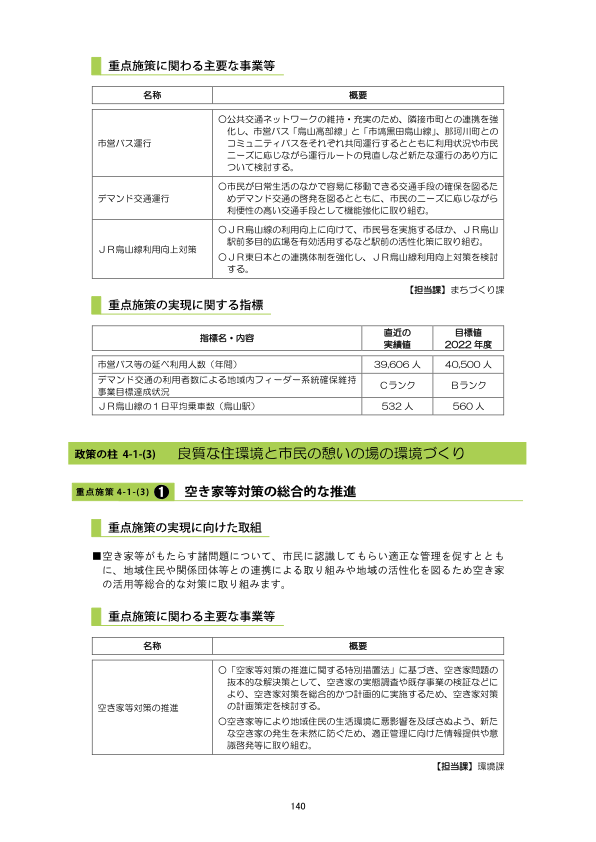 重点施策に関わる主要な事業等
名称 概要
市営バス運行
○公共交通ネットワークの維持・充実のため、隣接市町との連携を強
化し、市営バス「烏山高部線」と「市塙黒田烏山線」、那珂川町との
コミュニティバスをそれぞれ共同運行するとともに利用状況や市民
ニーズに応じながら運行ルートの見直しなど新たな運行のあり方に
ついて検討する。
デマンド交通運行
○市民が日常生活のなかで容易に移動できる交通手段の確保を図るた
めデマンド交通の啓発を図るとともに、市民のニーズに応じながら
利便性の高い交通手段として機能強化に取り組む。
ＪＲ烏山線利用向上対策
○ＪＲ烏山線の利用向上に向けて、市民号を実施するほか、ＪＲ烏山
駅前多目的広場を有効活用するなど駅前の活性化策に取り組む。
○ＪＲ東日本との連携体制を強化し、ＪＲ烏山線利用向上対策を検討
する。
【担当課】まちづくり課
重点施策の実現に関する指標
指標名・内容 直近の 目標値
実績値 2022 年度
市営バス等の延べ利用人数（年間） 39,606 人 40,500 人
デマンド交通の利用者数による地域内フィーダー系統確保維持
事業目標達成状況 Ｃランク Ｂランク
ＪＲ烏山線の１日平均乗車数（烏山駅） 532 人 560 人
政策の柱 4-1-(3) 良質な住環境と市民の憩いの場の環境づくり
重点施策 4-1-(3) ❶ 空き家等対策の総合的な推進
重点施策の実現に向けた取組
■空き家等がもたらす諸問題について、市民に認識してもらい適正な管理を促すととも
に、地域住民や関係団体等との連携による取り組みや地域の活性化を図るため空き家
の活用等総合的な対策に取り組みます。
重点施策に関わる主要な事業等
名称 概要
空き家等対策の推進
○「空家等対策の推進に関する特別措置法」に基づき、空き家問題の
抜本的な解決策として、空き家の実態調査や既存事業の検証などに
より、空き家対策を総合的かつ計画的に実施するため、空き家対策
の計画策定を検討する。
○空き家等により地域住民の生活環境に悪影響を及ぼさぬよう、新た
な空き家の発生を未然に防ぐため、適正管理に向けた情報提供や意
識啓発等に取り組む。
【担当課】環境課
140